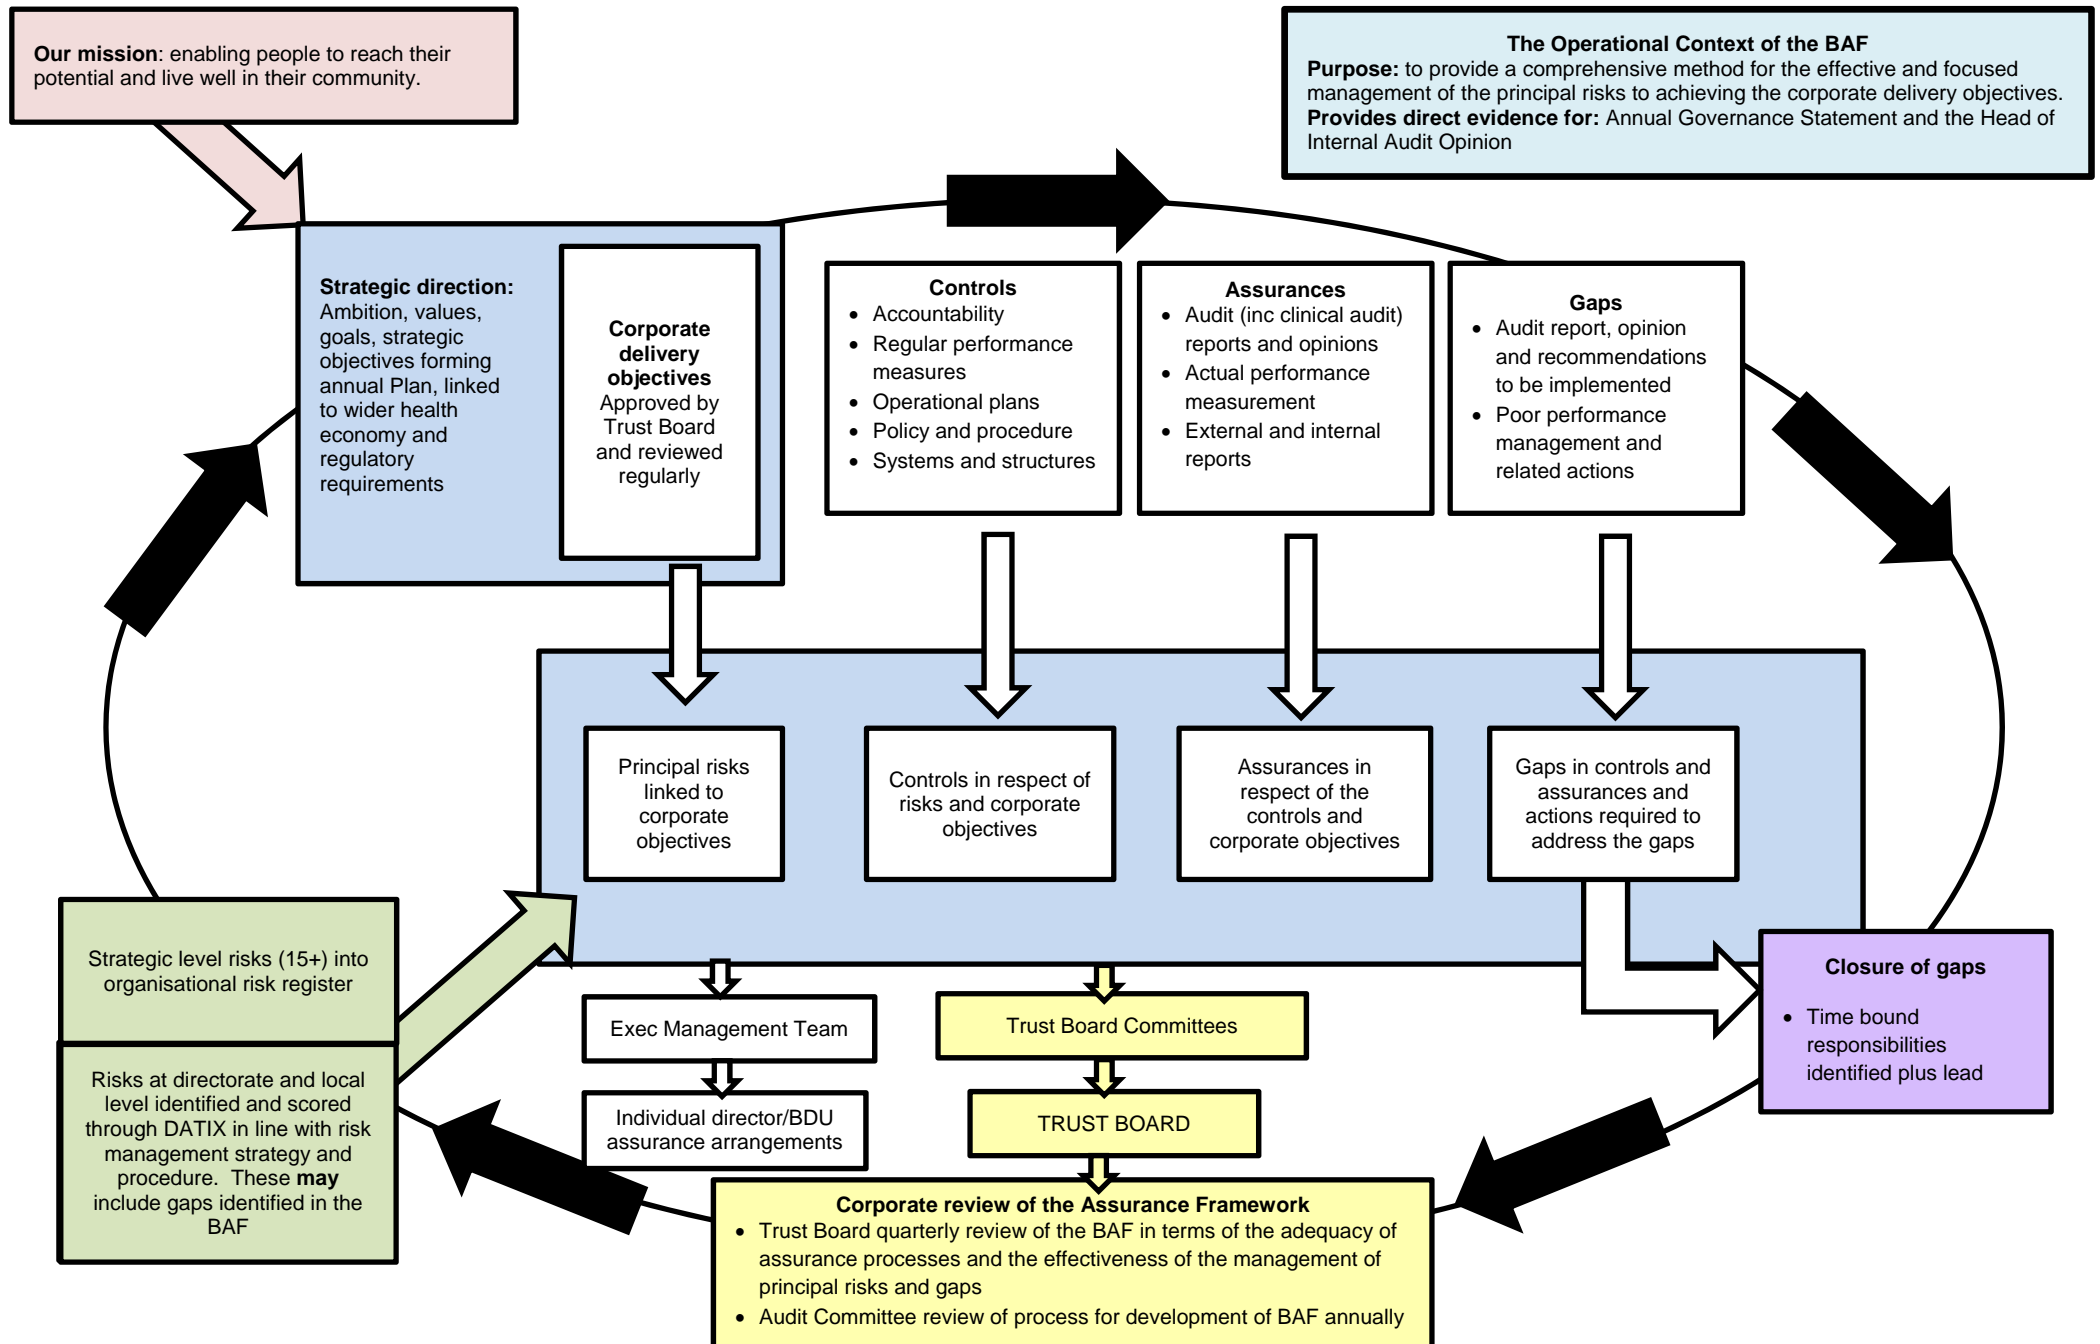 Our mission: enabling people to reach their
potential and live well in their community.
The Operational Context of the BAF
Purpose: to provide a comprehensive method for the effective and focused
management of the principal risks to achieving the corporate delivery objectives.
Provides direct evidence for: Annual Governance Statement and the Head of
Internal Audit Opinion
Strategic direction:
Ambition, values,
goals, strategic
objectives forming
annual Plan, linked
to wider health
economy and
regulatory
requirements
Corporate
delivery
objectives
Approved by
Trust Board
and reviewed
regularly
Controls
• Accountability
• Regular performance
measures
• Operational plans
• Policy and procedure
• Systems and structures
Assurances
• Audit (inc clinical audit)
reports and opinions
• Actual performance
measurement
• External and internal
reports
Gaps
• Audit report, opinion
and recommendations
to be implemented
• Poor performance
management and
related actions
Principal risks
linked to
corporate
objectives
Controls in respect of
risks and corporate
objectives
Assurances in
respect of the
controls and
corporate objectives
Gaps in controls and
assurances and
actions required to
address the gaps
Strategic level risks (15+) into
organisational risk register
Risks at directorate and local
level identified and scored
through DATIX in line with risk
management strategy and
procedure.  These may
include gaps identified in the
BAF
Exec Management Team
Individual director/BDU
assurance arrangements
Trust Board Committees
TRUST BOARD
Closure of gaps
• Time bound
responsibilities
identified plus lead
Corporate review of the Assurance Framework
• Trust Board quarterly review of the BAF in terms of the adequacy of
assurance processes and the effectiveness of the management of
principal risks and gaps
• Audit Committee review of process for development of BAF annually